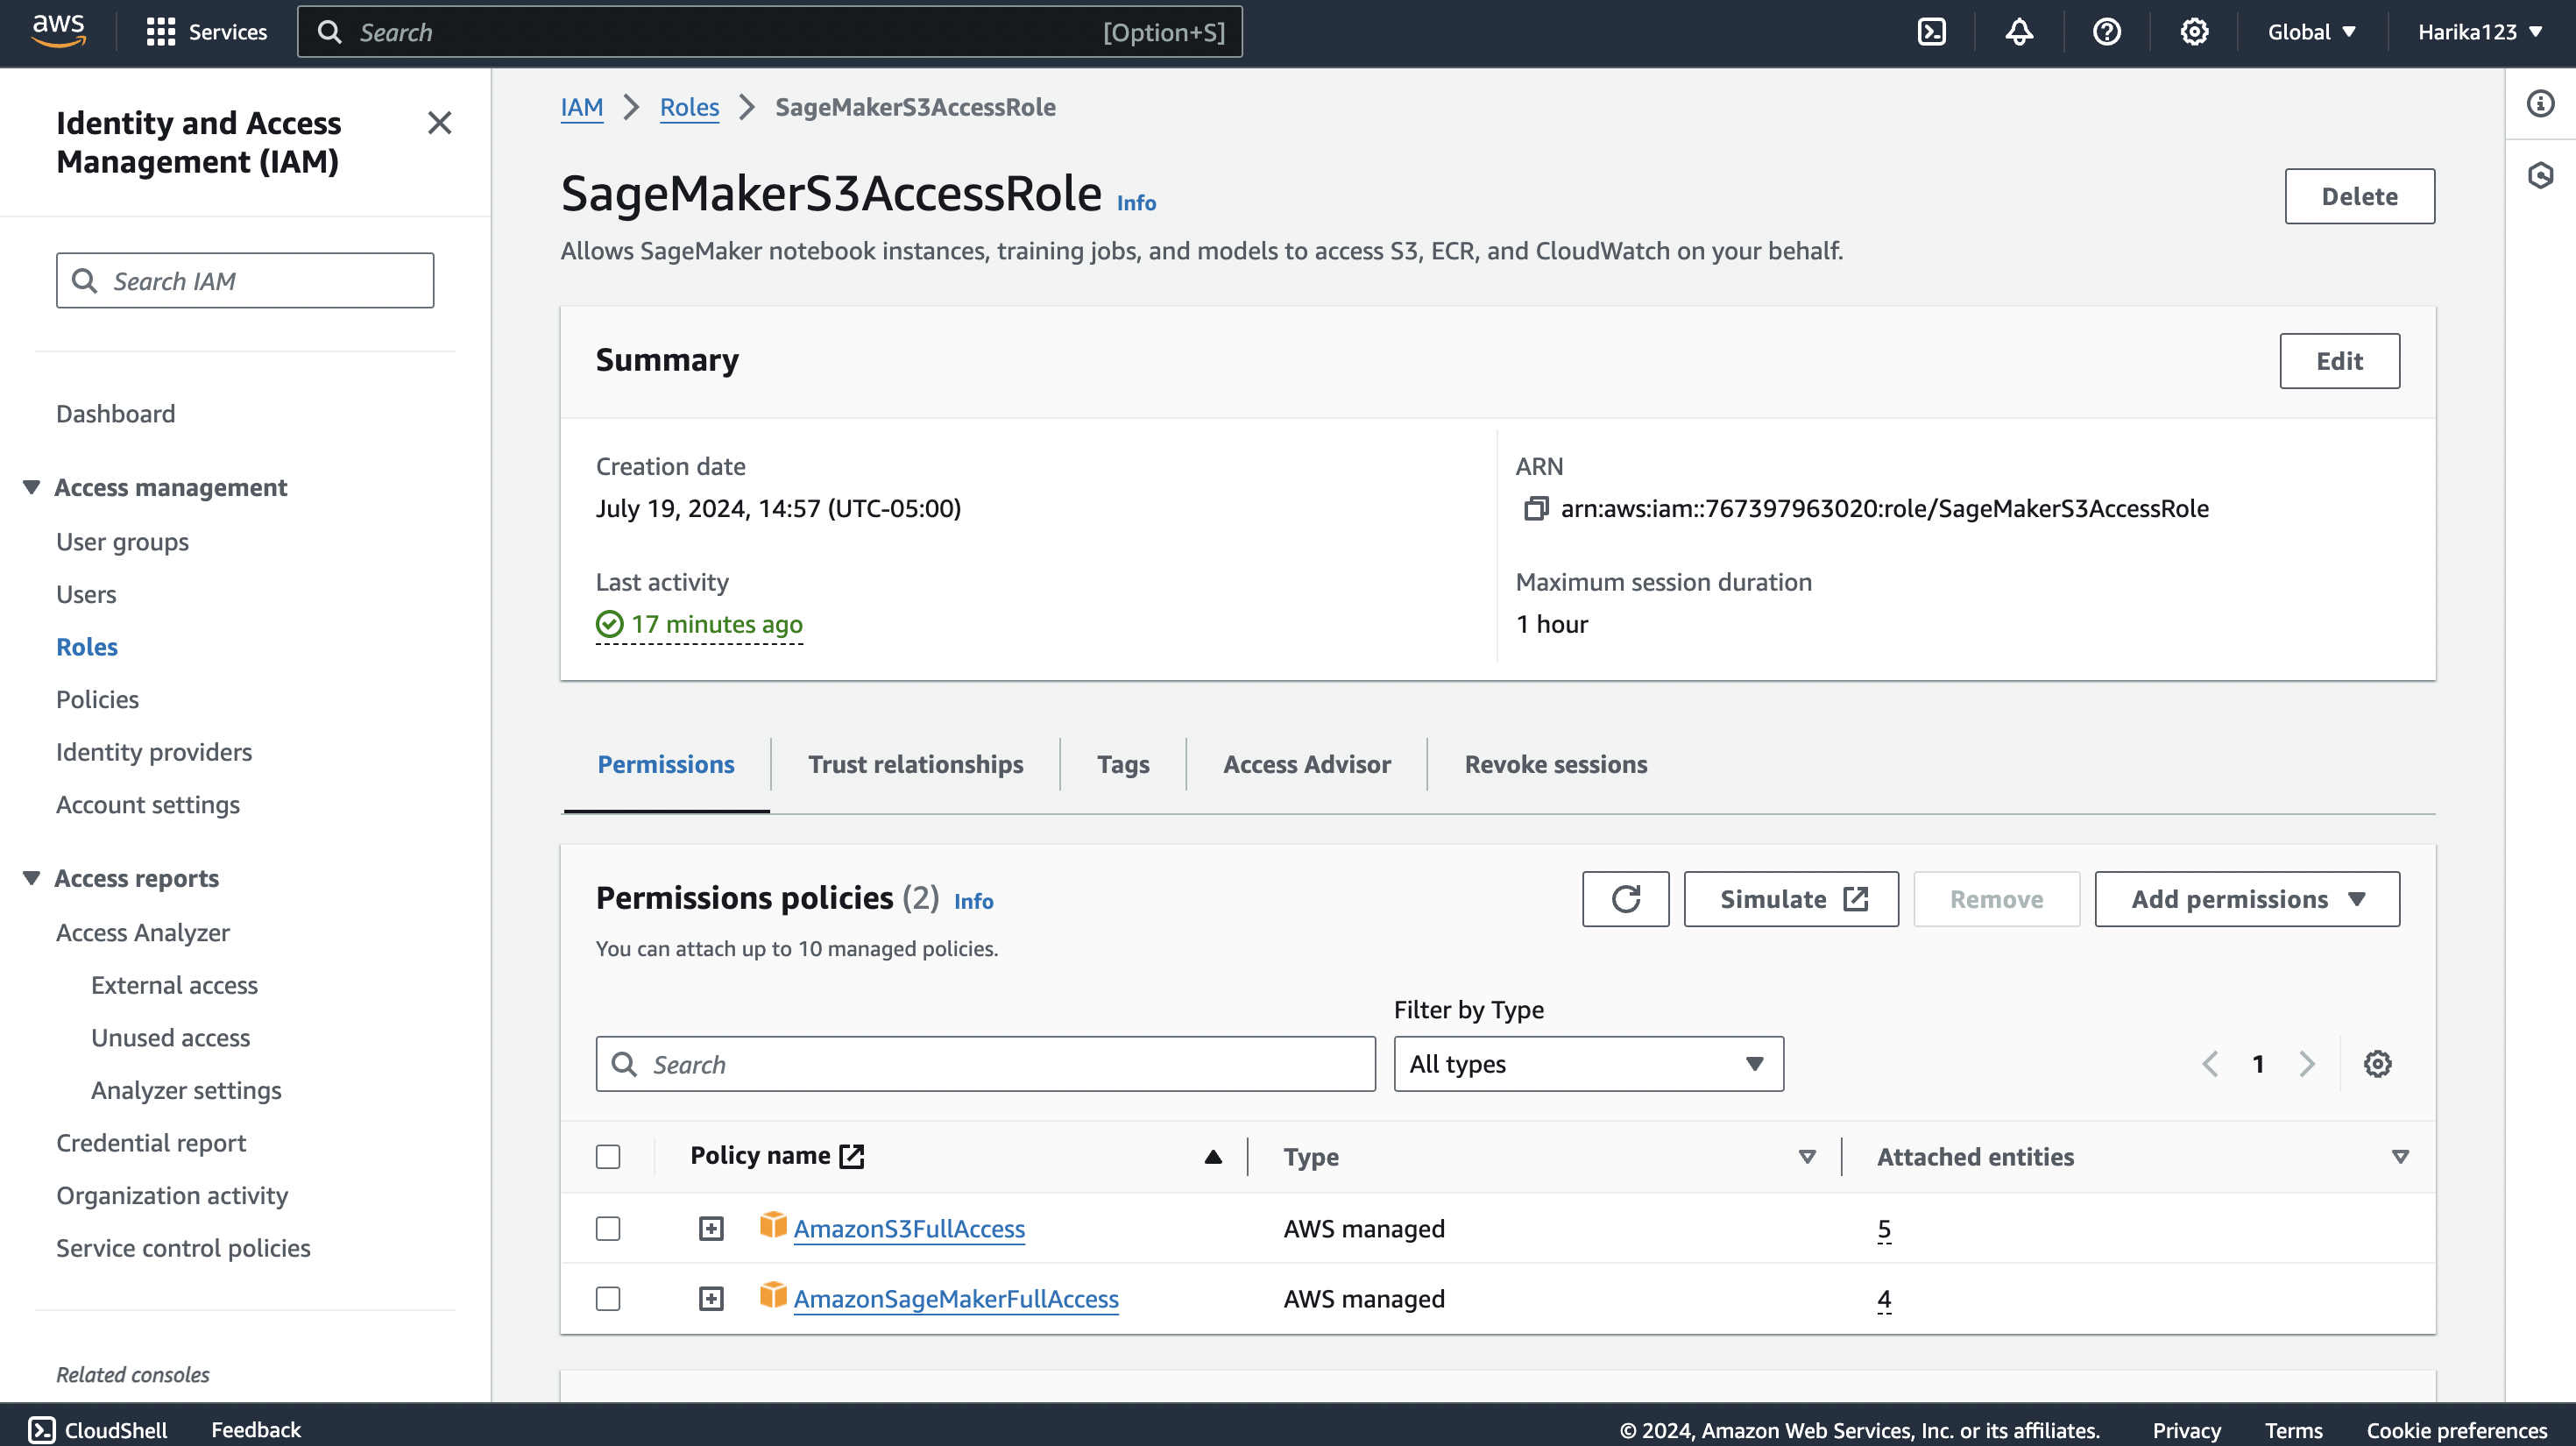 aws
Services
Search
[Option+S]
Global
Harika123
Identity and Access
Management (IAM)
Search IAM
Dashboard
Access management
User groups
Users
Roles
Policies
Identity providers
Account settings
Access reports
Access Analyzer
External access
Unused access
Analyzer settings
Credential report
Organization activity
Service control policies
Related consoles
IAM > Roles > SageMakerS3AccessRole
SageMakerS3AccessRole Info
Delete
Allows SageMaker notebook instances, training jobs, and models to access S3, ECR, and CloudWatch on your behalf.
Summary
Edit
Creation date
July 19, 2024, 14:57 (UTC-05:00)
ARN
arn:aws:iam::767397963020:role/SageMakerS3AccessRole
Last activity
17 minutes ago
Maximum session duration
1 hour
Permissions
Trust relationships
Tags
Access Advisor
Revoke sessions
Permissions policies (2) Info
Simulate
Remove
Add permissions
You can attach up to 10 managed policies.
Filter by Type
Search
All types
1
Policy name
Type
Attached entities
AmazonS3FullAccess
AWS managed
5
AmazonSageMakerFullAccess
AWS managed
4
CloudShell
Feedback
© 2024, Amazon Web Services, Inc. or its affiliates.
Privacy
Terms
Cookie preferences